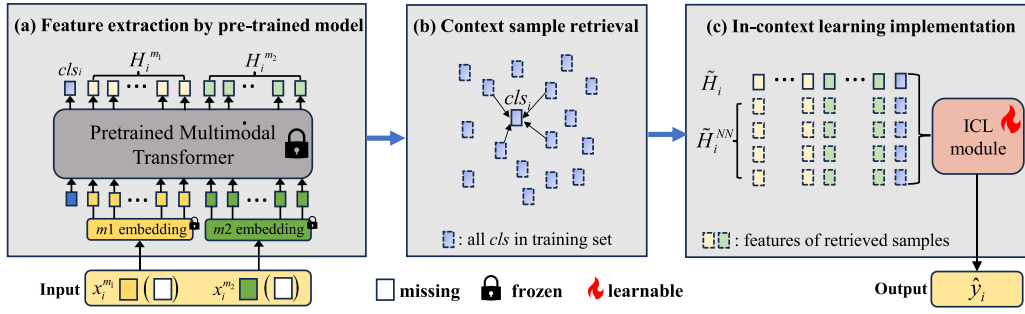 (a) Feature extraction by pre-trained model
cls_i H_i^{m_1} H_i^{m_2}
Pretrained Multimodal
Transformer
m1 embedding m2 embedding
Input x_i^{m_1} ( ) x_i^{m_2} ( )
(b) Context sample retrieval
cls_i
: all cls in training set
missing frozen learnable
(c) In-context learning implementation
H̃_i
H̃_i^{NN}
ICL
module
: features of retrieved samples
Output ŷ_i